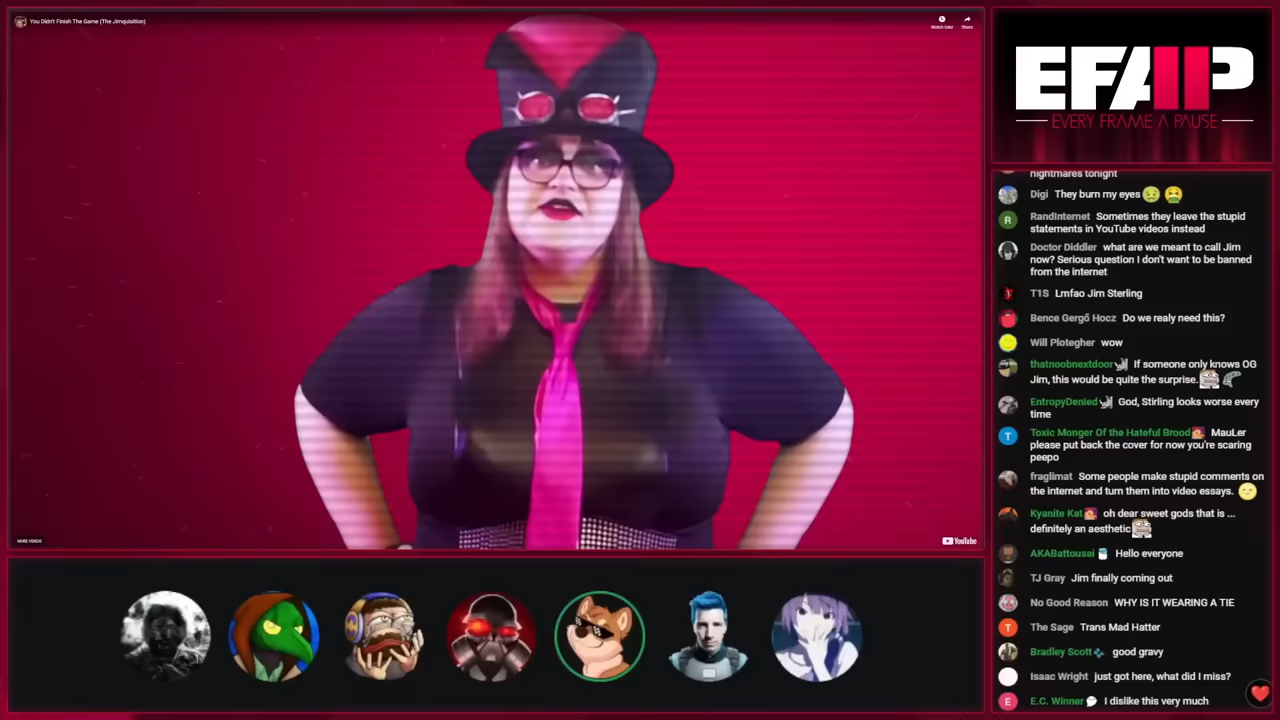 You Didn't Finish The Game (The Jimquisition)
Watch later
Share
MORE VIDEOS
YouTube
EFAP
EVERY FRAME A PAUSE
nightmares tonight
Digi They burn my eyes
RandInternet Sometimes they leave the stupid
statements in YouTube videos instead
Doctor Diddler what are we meant to call Jim
now? Serious question I don't want to be banned
from the internet
T1S Lmfao Jim Sterling
Bence Gergő Hocz Do we realy need this?
Will Plotegher wow
thatnoobnextdoor If someone only knows OG
Jim, this would be quite the surprise.
EntropyDenied God, Stirling looks worse every
time
T
Toxic Monger Of the Hateful Brood MauLer
please put back the cover for now you're scaring
peepo
fraglimat Some people make stupid comments on
the internet and turn them into video essays.
Kyanite Kat oh dear sweet gods that is ...
definitely an aesthetic
AKABattousai Hello everyone
TJ Gray Jim finally coming out
No Good Reason WHY IS IT WEARING A TIE
T
The Sage Trans Mad Hatter
Bradley Scott good gravy
Isaac Wright just got here, what did I miss?
E
E.C. Winner I dislike this very much
R